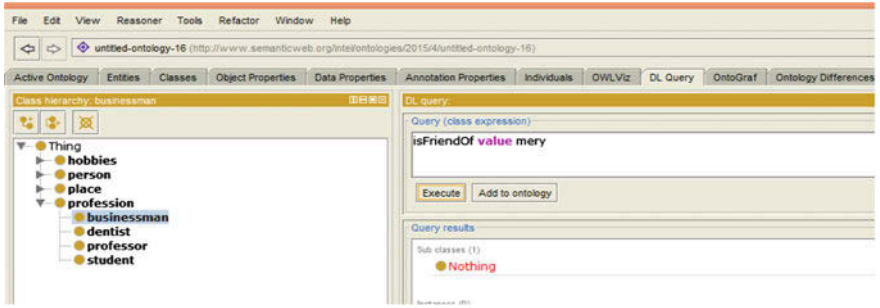 File Edit View Reasoner Tools Refactor Window Help
untitled-ontology-16 (http://www.semanticweb.org/intel/ontologies/2015/4/untitled-ontology-16)
Active Ontology Entities Classes Object Properties Data Properties Annotation Properties Individuals OWLViz DL Query OntoGraf Ontology Differences
Class hierarchy: businessman
Thing
hobbies
person
place
profession
businessman
dentist
professor
student
DL query:
Query (class expression)
isFriendOf value mery
Execute Add to ontology
Query results
Sub classes (1)
Nothing